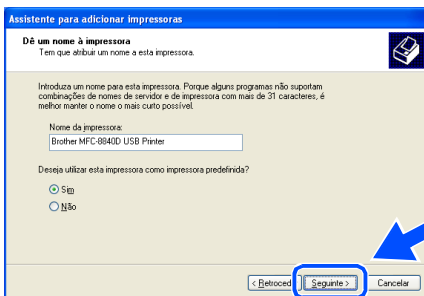 Assistente para adicionar impressoras
Dê um nome à impressora
Tem que atribuir um nome a esta impressora.
Introduza um nome para esta impressora. Porque alguns programas não suportam
combinações de nomes de servidor e de impressora com mais de 31 caracteres, é
melhor manter o nome o mais curto possível.
Nome da impressora:
Brother MFC-8840D USB Printer
Deseja utilizar esta impressora como impressora predefinida?
Sim
Não
< Retroced
Seguinte >
Cancelar